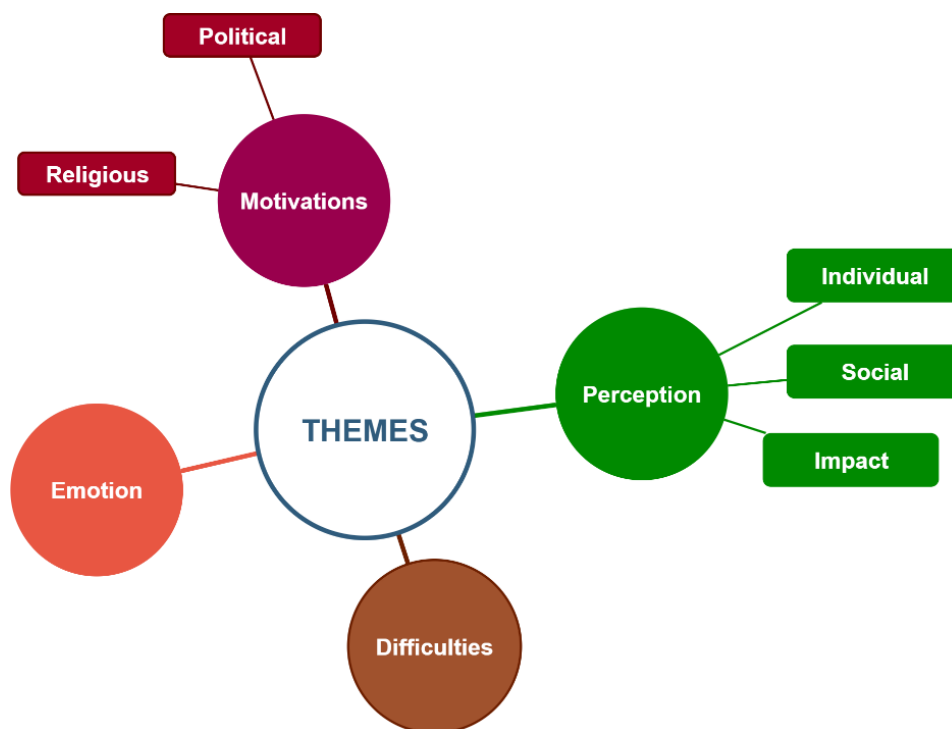 Political
Religious
Motivations
Individual
Social
Perception
Impact
THEMES
Emotion
Difficulties